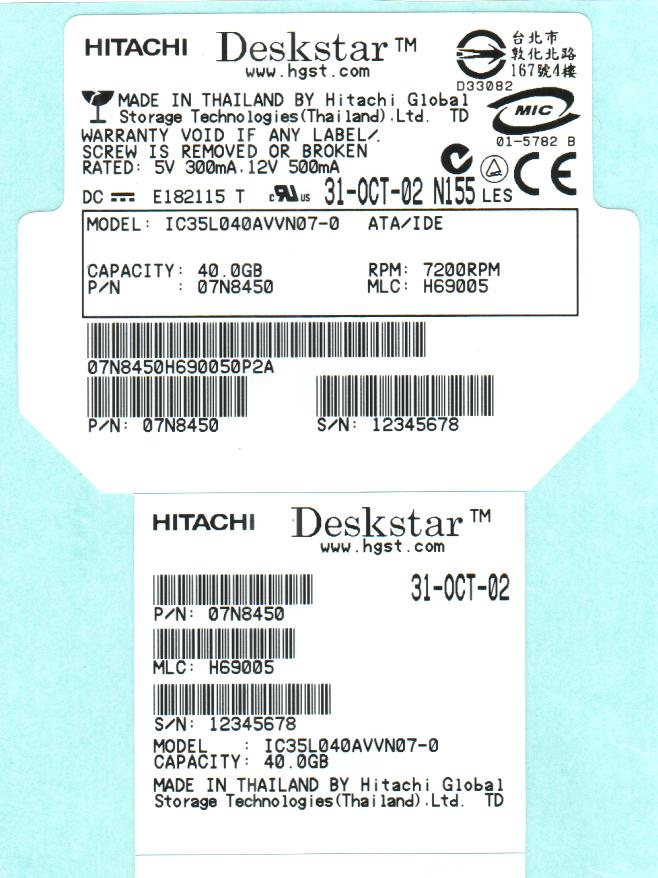 HITACHI Deskstar™
www.hgst.com
台北市
敦化北路
167號4樓
D33082
MADE IN THAILAND BY Hitachi Global
Storage Technologies(Thailand).Ltd. TD
WARRANTY VOID IF ANY LABEL/
SCREW IS REMOVED OR BROKEN
RATED: 5V 300mA, 12V 500mA
MIC
01-5782 B
DC E182115 T c RU us 31-OCT-02 N155 LES CE
MODEL: IC35L040AVVN07-0 ATA/IDE
CAPACITY: 40.0GB RPM: 7200RPM
P/N : 07N8450 MLC: H69005
07N8450H690050P2A
P/N: 07N8450 S/N: 12345678
HITACHI Deskstar™
www.hgst.com
31-OCT-02
P/N: 07N8450
MLC: H69005
S/N: 12345678
MODEL : IC35L040AVVN07-0
CAPACITY: 40.0GB
MADE IN THAILAND BY Hitachi Global
Storage Technologies(Thailand).Ltd. TD